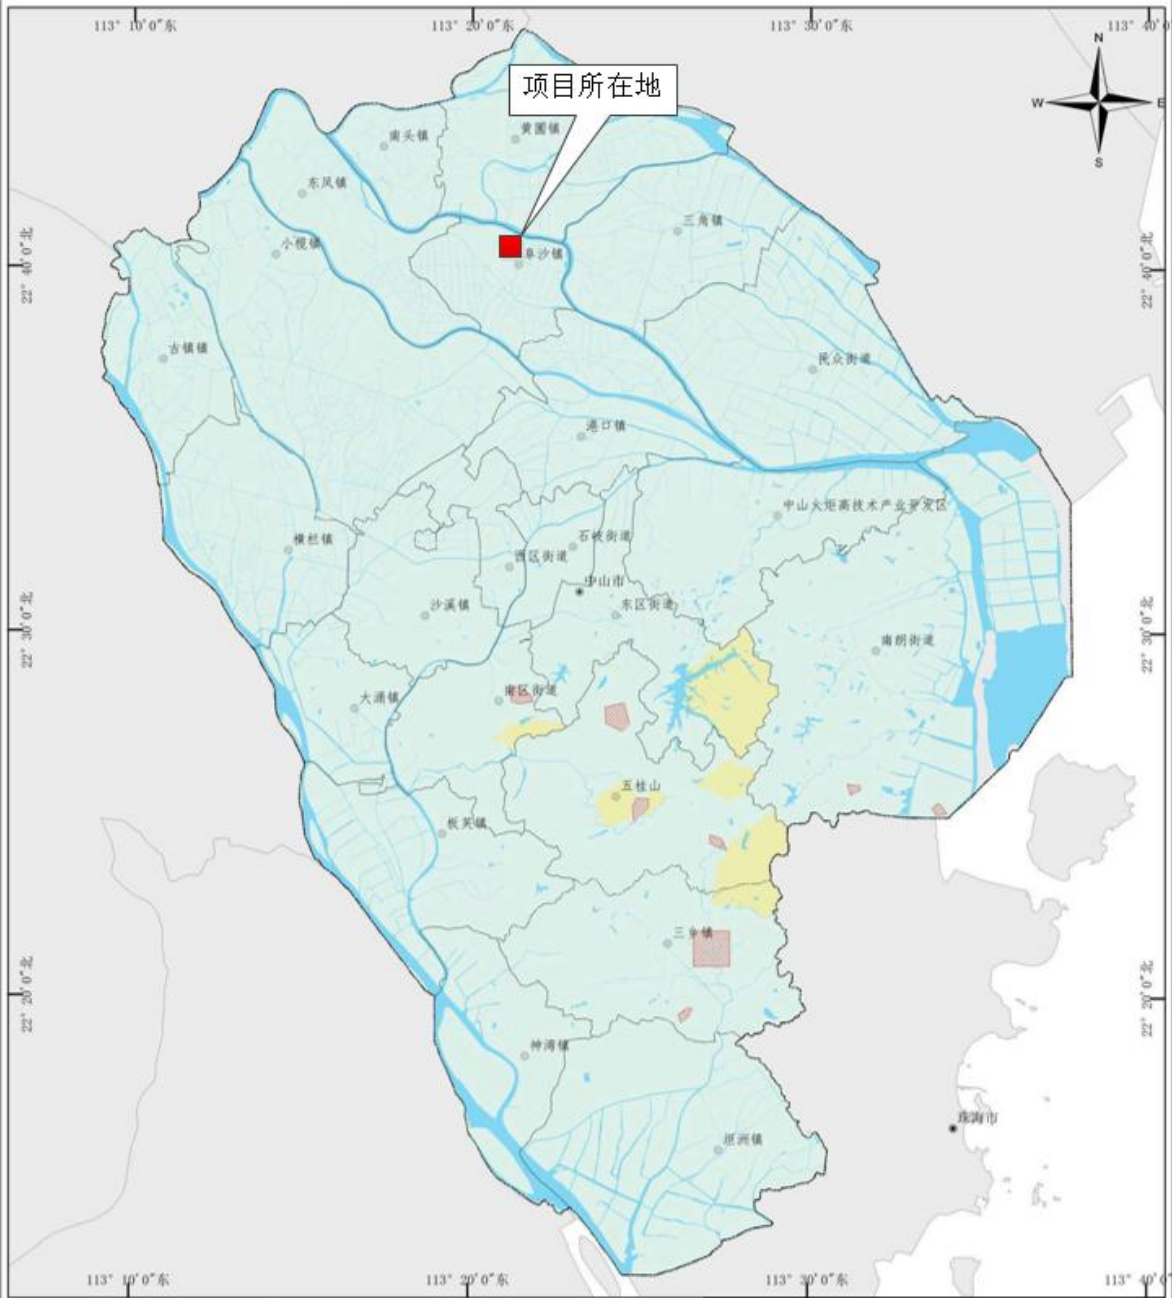 113° 10'0"东
113° 20'0"东
113° 30'0"东
113° 40'0
N
W
E
S
项目所在地
南头镇
黄圃镇
东凤镇
三角镇
小榄镇
阜沙镇
22° 40'0"北
22° 40'0"北
古镇镇
民众街道
港口镇
中山火炬高技术产业开发区
横栏镇
石岐街道
西区街道
中山市
沙溪镇
东区街道
22° 30'0"北
22° 30'0"北
南朗街道
大涌镇
南区街道
五桂山
板芙镇
三乡镇
22° 20'0"北
22° 20'0"北
神湾镇
珠海市
坦洲镇
113° 10'0"东
113° 20'0"东
113° 30'0"东
113° 40'0